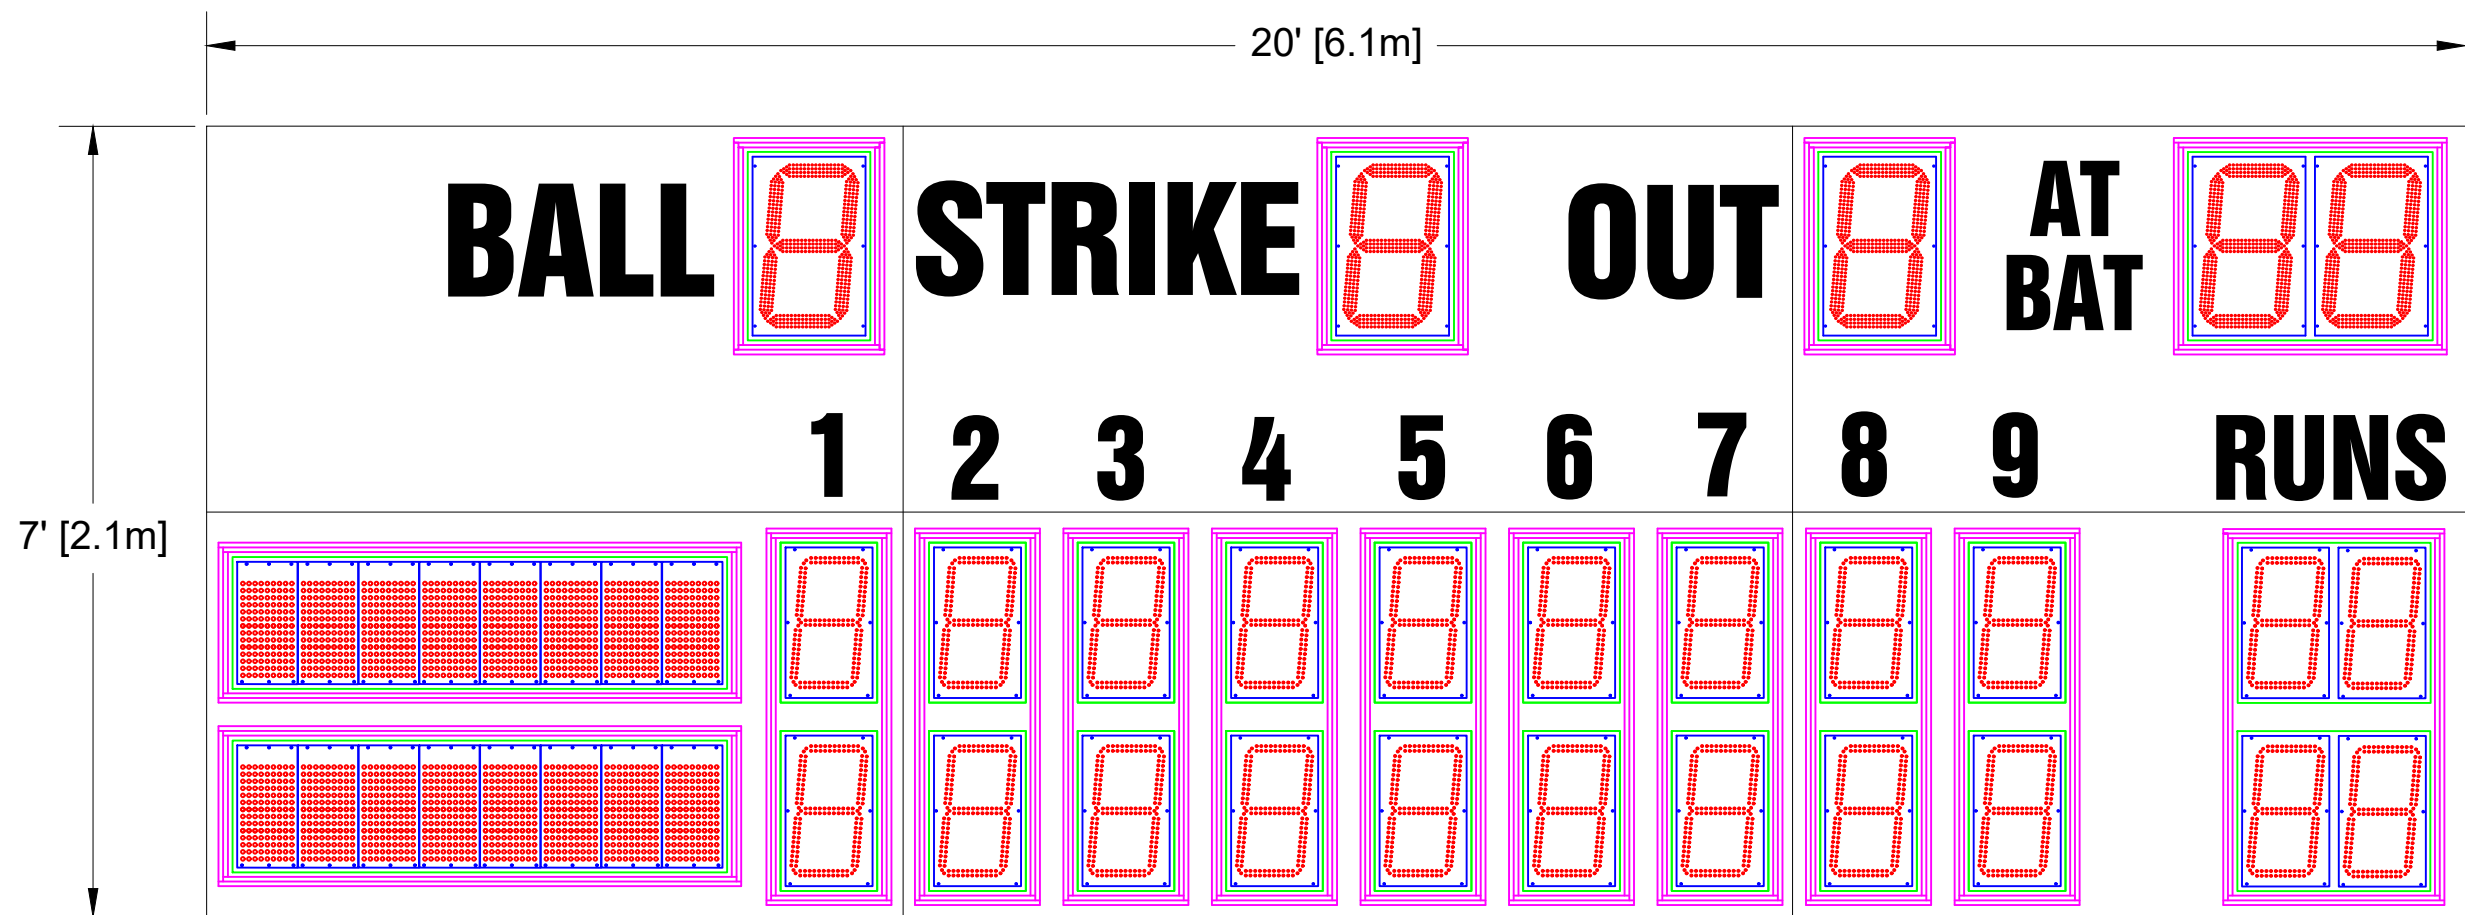 20' [6.1m]
BALL STRIKE OUT AT BAT
1 2 3 4 5 6 7 8 9 RUNS
7' [2.1m]